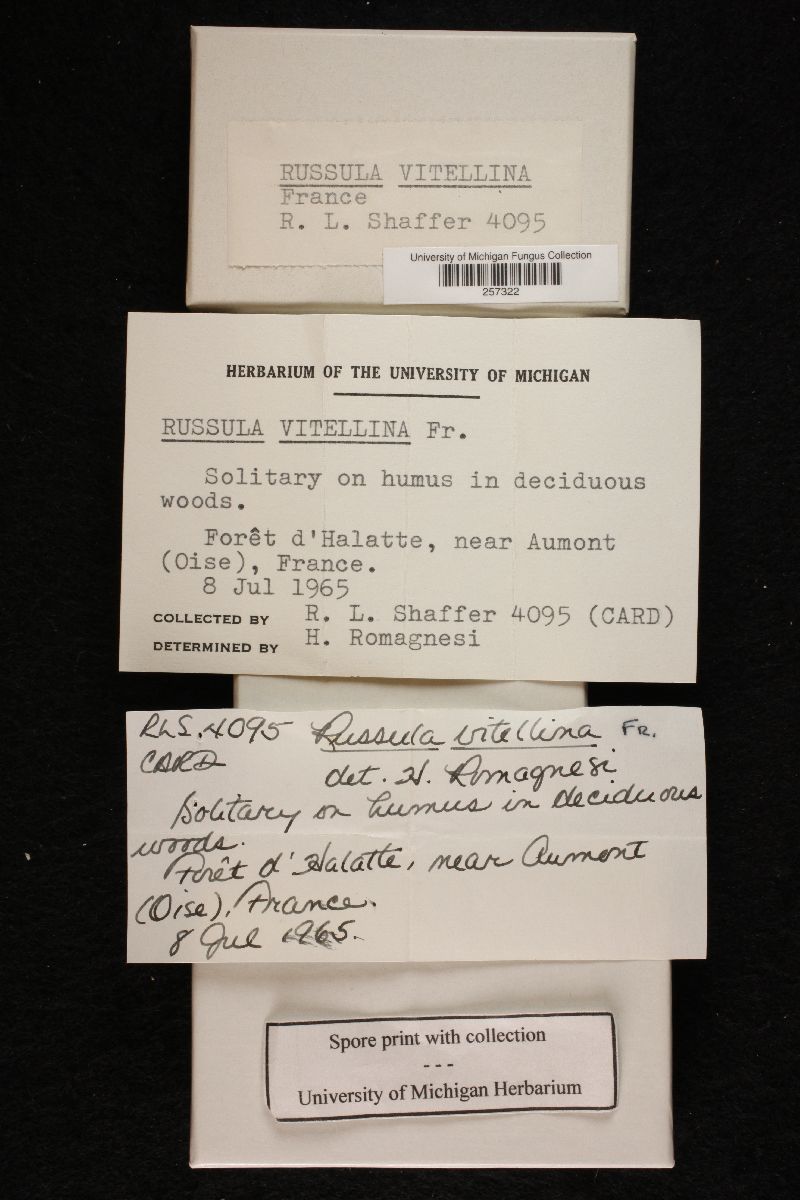 RUSSULA VITELLINA
France
R. L. Shaffer 4095
University of Michigan Fungus Collection
257322
HERBARIUM OF THE UNIVERSITY OF MICHIGAN
RUSSULA VITELLINA Fr.
Solitary on humus in deciduous
woods.
Forêt d'Halatte, near Aumont
(Oise), France.
8 Jul 1965
COLLECTED BY R. L. Shaffer 4095 (CARD)
DETERMINED BY H. Romagnesi
RLS. 4095 Russula vitellina FR.
CARD det. H. Romagnesi
Solitary on humus in deciduous
woods.
Forêt d'Halatte, near Aumont
(Oise), France.
8 Jul 1965.
Spore print with collection
---
University of Michigan Herbarium